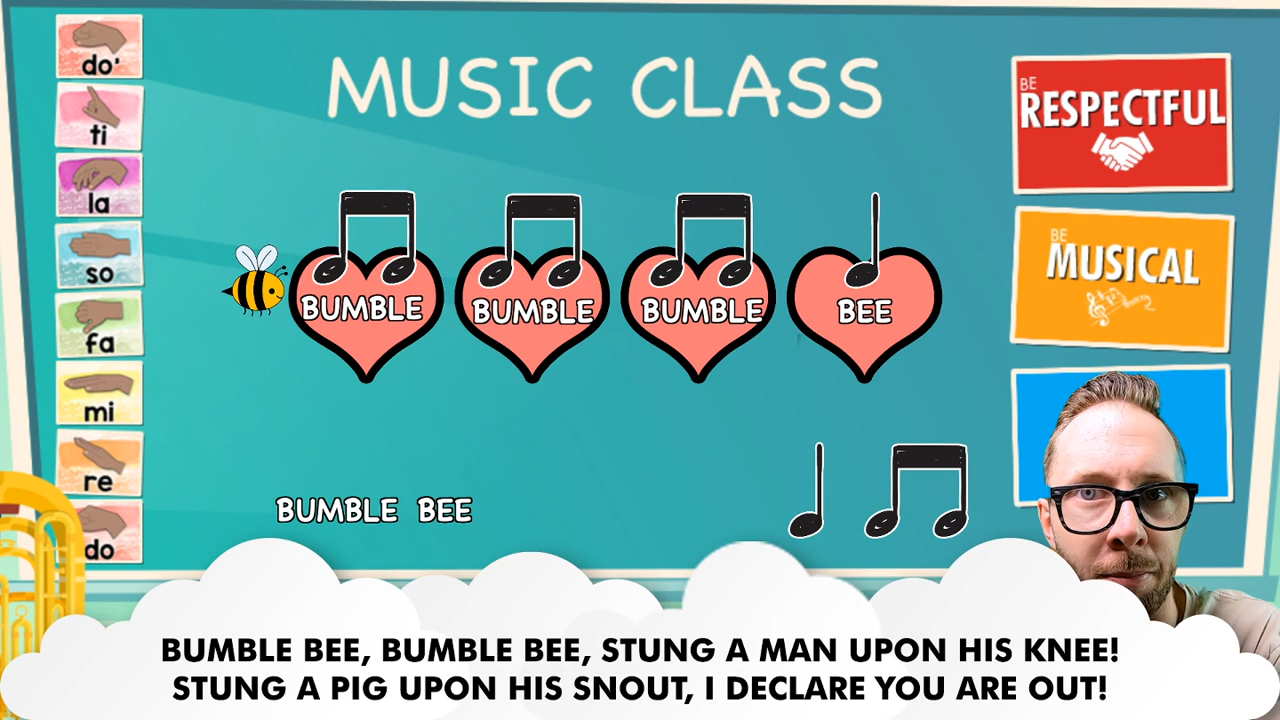 MUSIC CLASS
do'
ti
la
so
fa
mi
re
do
BE
RESPECTFUL
BE
MUSICAL
BUMBLE BUMBLE BUMBLE BEE
BUMBLE BEE
BUMBLE BEE, BUMBLE BEE, STUNG A MAN UPON HIS KNEE!
STUNG A PIG UPON HIS SNOUT, I DECLARE YOU ARE OUT!